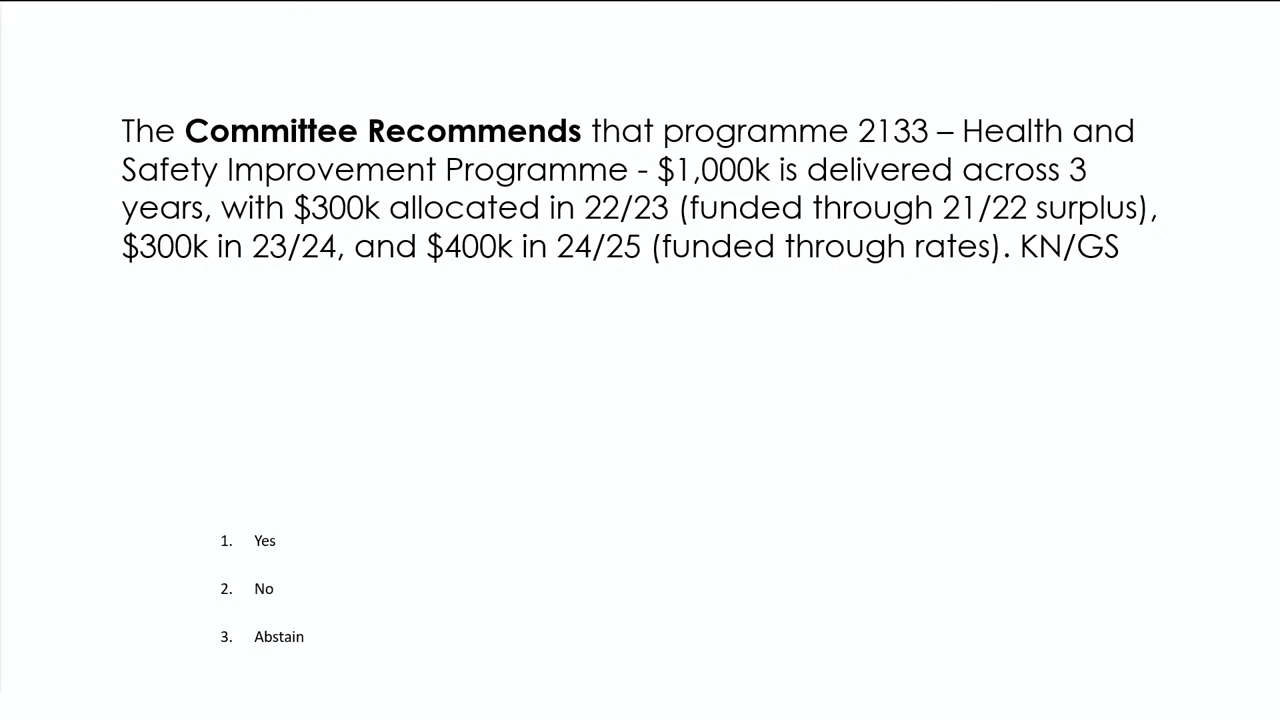 The Committee Recommends that programme 2133 – Health and
Safety Improvement Programme - $1,000k is delivered across 3
years, with $300k allocated in 22/23 (funded through 21/22 surplus),
$300k in 23/24, and $400k in 24/25 (funded through rates). KN/GS
1. Yes
2. No
3. Abstain